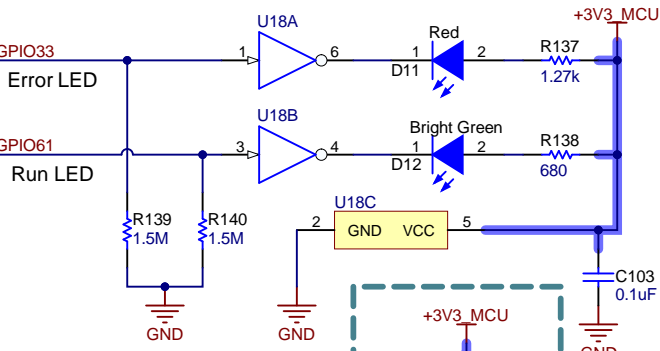 +3V3_MCU
U18A
Red
GPIO33
1
6
1
2
R137
Error LED
D11
1.27k
U18B
Bright Green
GPIO61
3
4
1
2
R138
Run LED
D12
680
U18C
2
GND
VCC
5
R139
R140
1.5M
1.5M
C103
0.1uF
+3V3_MCU
GND
GND
GND